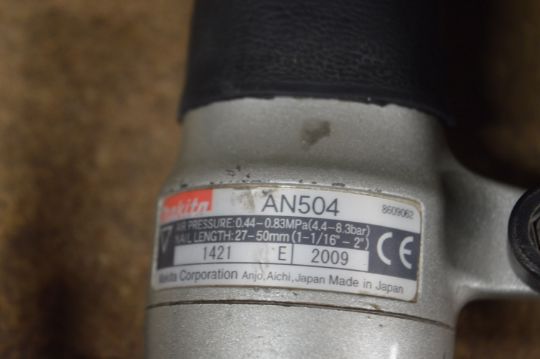 makita AN504 8609062
AIR PRESSURE:0.44-0.83MPa(4.4-8.3bar)
NAIL LENGTH:27-50mm(1-1/16"-2") CE
1421 E 2009
Makita Corporation Anjo,Aichi,Japan Made in Japan